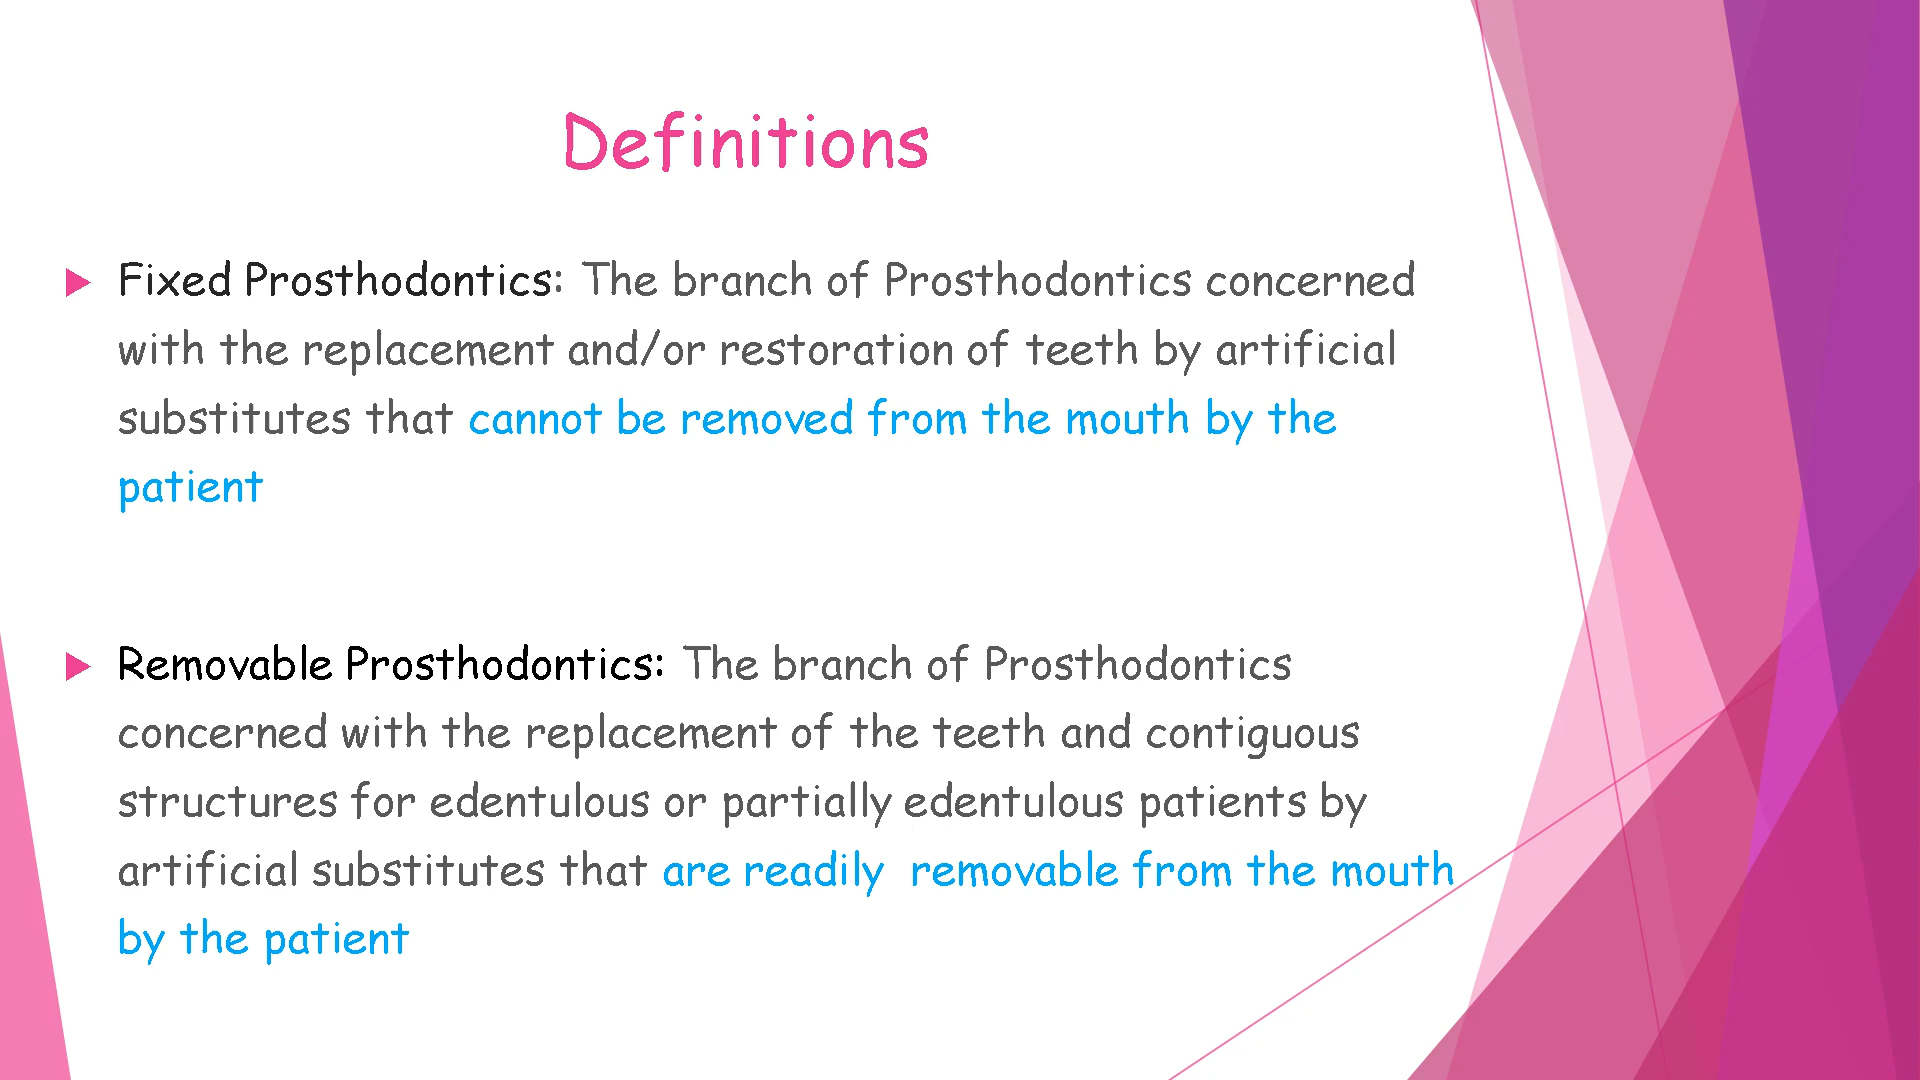 Definitions
Fixed Prosthodontics: The branch of Prosthodontics concerned
with the replacement and/or restoration of teeth by artificial
substitutes that cannot be removed from the mouth by the
patient
Removable Prosthodontics: The branch of Prosthodontics
concerned with the replacement of the teeth and contiguous
structures for edentulous or partially edentulous patients by
artificial substitutes that are readily  removable from the mouth
by the patient